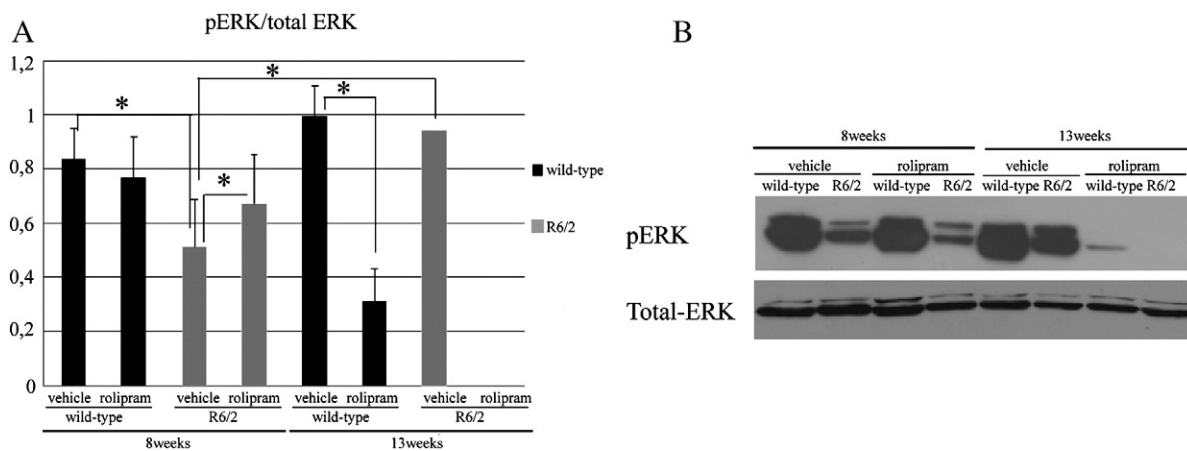 A
pERK/total ERK
1,2
1
0,8
0,6
0,4
0,2
0
*
*
*
*
wild-type
R6/2
vehicle rolipram vehicle rolipram vehicle rolipram vehicle rolipram
wild-type R6/2 wild-type R6/2
8weeks 13weeks
B
8weeks 13weeks
vehicle rolipram vehicle rolipram
wild-type R6/2 wild-type R6/2 wild-type R6/2 wild-type R6/2
pERK
Total-ERK